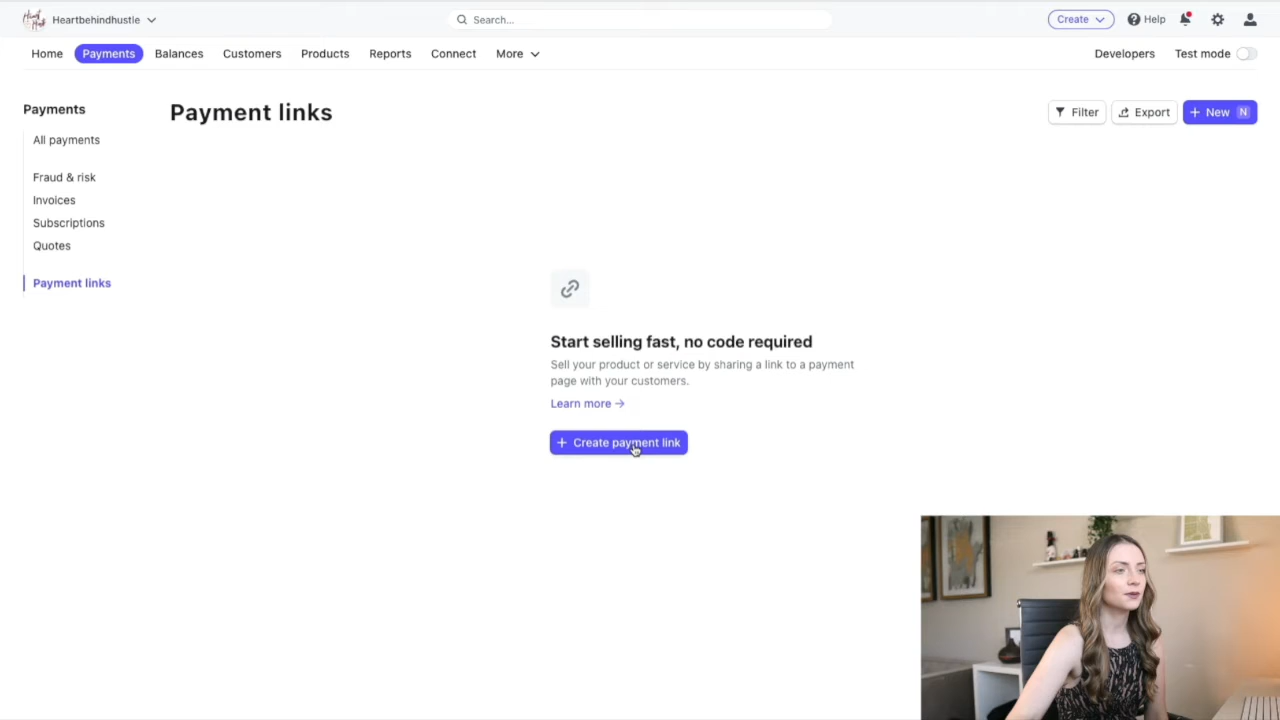 Heartbehindhustle
Search...
Create
Help
Home
Payments
Balances
Customers
Products
Reports
Connect
More
Developers
Test mode
Payments
All payments
Fraud & risk
Invoices
Subscriptions
Quotes
Payment links
Payment links
Filter
Export
+ New N
Start selling fast, no code required
Sell your product or service by sharing a link to a payment
page with your customers.
Learn more →
+ Create payment link